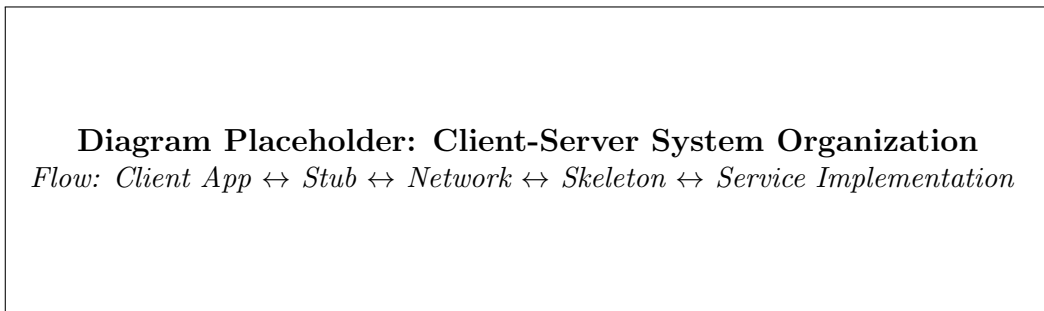 Diagram Placeholder: Client-Server System Organization
Flow: Client App ↔ Stub ↔ Network ↔ Skeleton ↔ Service Implementation